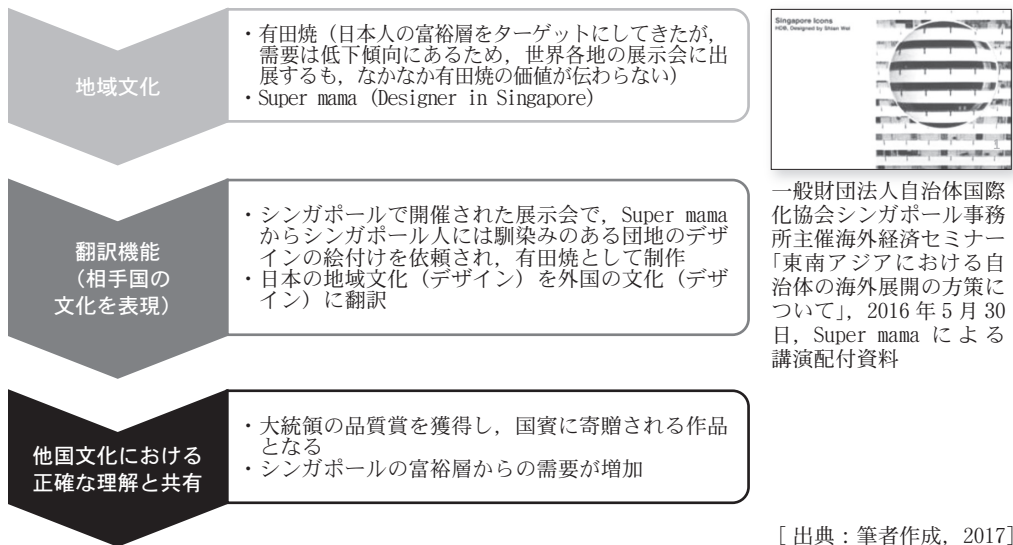 地域文化
・有田焼（日本人の富裕層をターゲットにしてきたが，
需要は低下傾向にあるため，世界各地の展示会に出
展するも，なかなか有田焼の価値が伝わらない）
・Super mama（Designer in Singapore）
翻訳機能
（相手国の
文化を表現）
・シンガポールで開催された展示会で，Super mama
からシンガポール人には馴染みのある団地のデザ
インの絵付けを依頼され，有田焼として制作
・日本の地域文化（デザイン）を外国の文化（デザ
イン）に翻訳
他国文化における
正確な理解と共有
・大統領の品質賞を獲得し，国賓に寄贈される作品
となる
・シンガポールの富裕層からの需要が増加
Singapore Icons
HDB, Designed by Shian Wei
1
一般財団法人自治体国際
化協会シンガポール事務
所主催海外経済セミナー
「東南アジアにおける自
治体の海外展開の方策に
ついて」，2016 年 5 月 30
日，Super mama による
講演配付資料
［出典：筆者作成，2017］